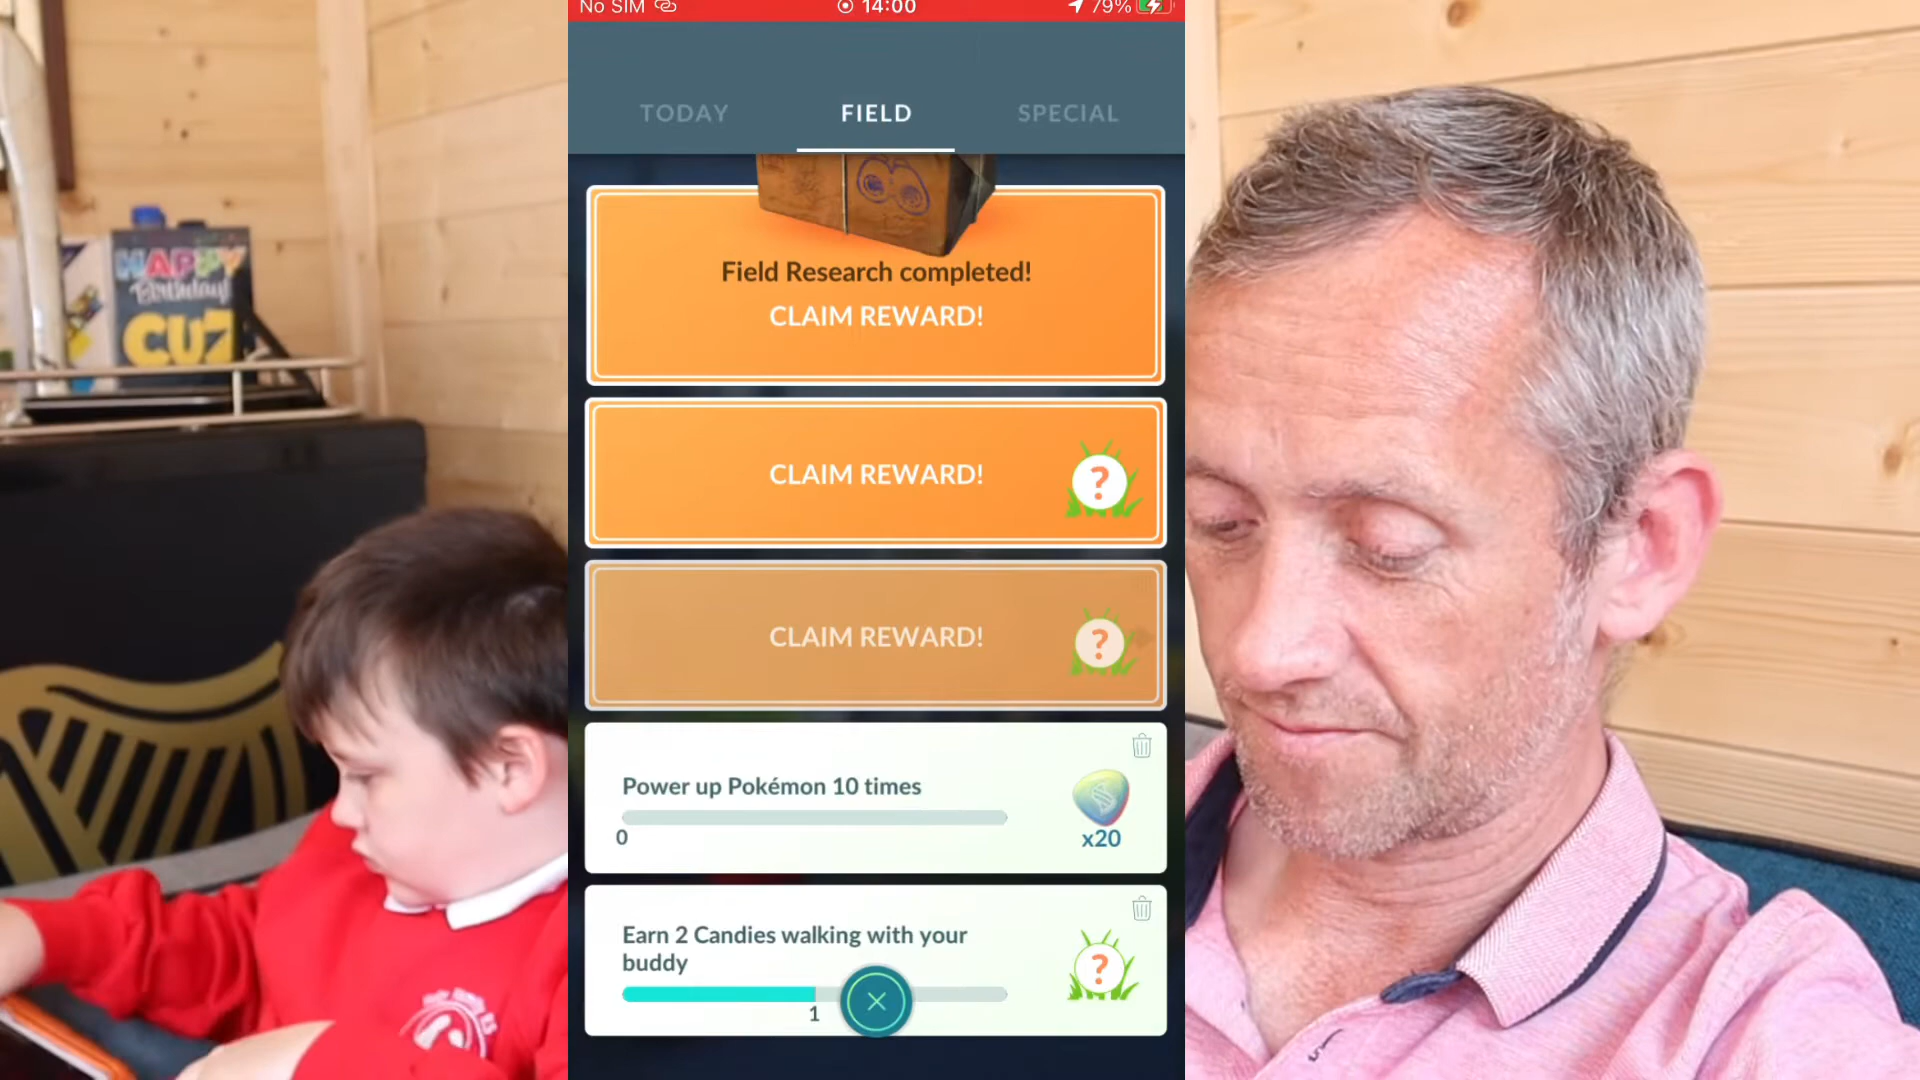 No SIM
14:00
79%
TODAY
FIELD
SPECIAL
Field Research completed!
CLAIM REWARD!
CLAIM REWARD!
?
CLAIM REWARD!
?
Power up Pokémon 10 times
0
x20
Earn 2 Candies walking with your
buddy
1
?
HAPPY
Birthday!
CUZ